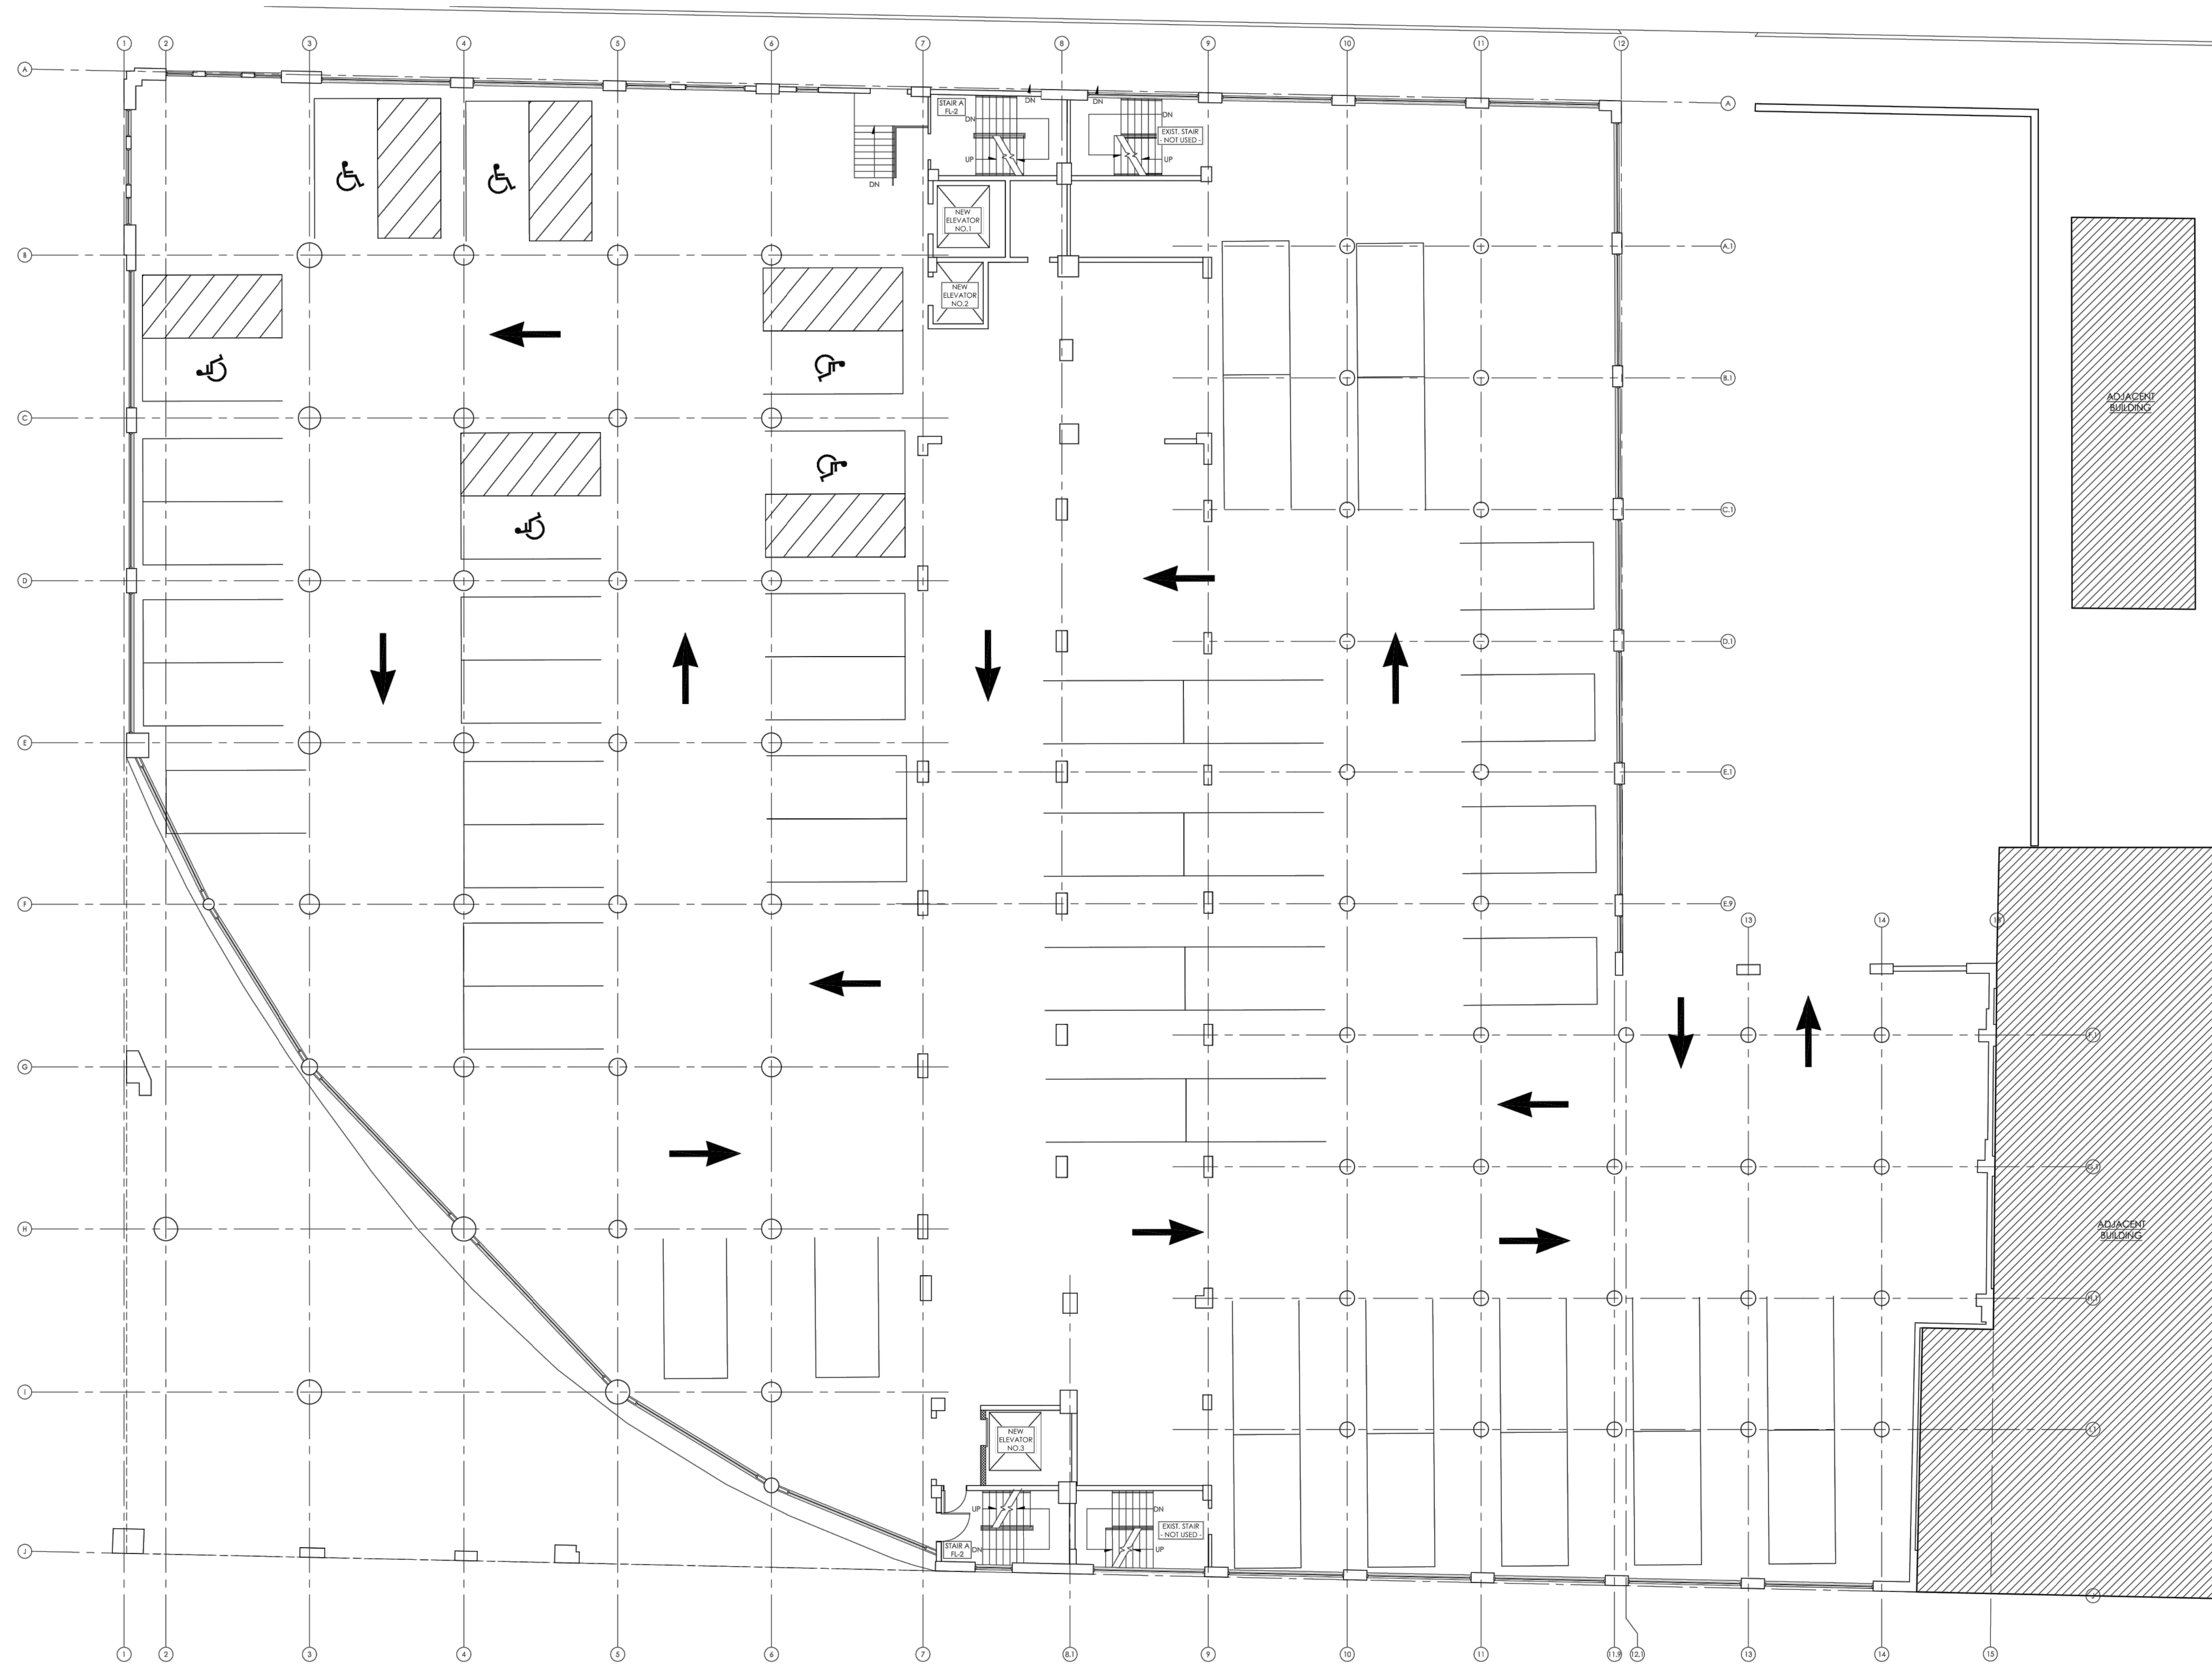 1 2 3 4 5 6 7 8 9 10 11 12
A
A
STAIR A
FL-2
DN
DN
DN
UP
DN
EXIST. STAIR
- NOT USED -
UP
DN
NEW
ELEVATOR
NO.1
A.1
B
NEW
ELEVATOR
NO.2
B.1
ADJACENT
BUILDING
C
C.1
D
D.1
E
E.1
F
E.9
13 14 15
F.1
G
G.1
H
ADJACENT
BUILDING
H.1
I
I.1
NEW
ELEVATOR
NO.3
UP
DN
EXIST. STAIR
- NOT USED -
STAIR A
FL-2
DN
UP
J
J
1 2 3 4 5 6 7 8.1 9 10 11 11.9 12.1 13 14 15